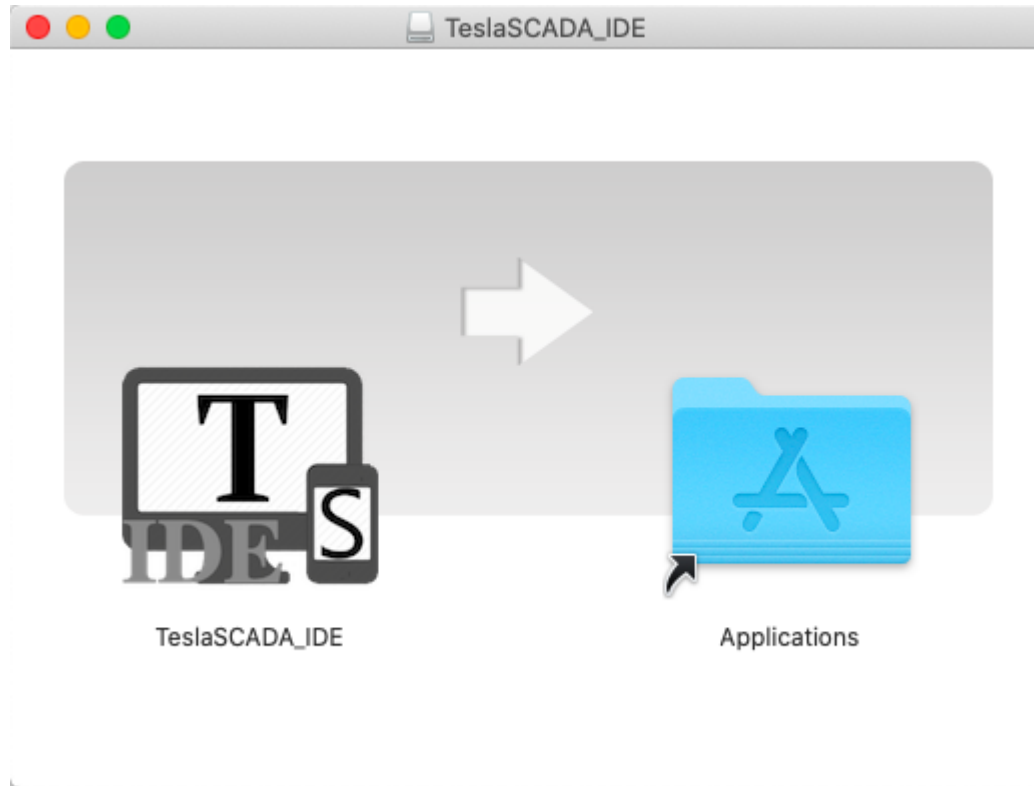 TeslaSCADA_IDE
T
S
IDE
TeslaSCADA_IDE
Applications